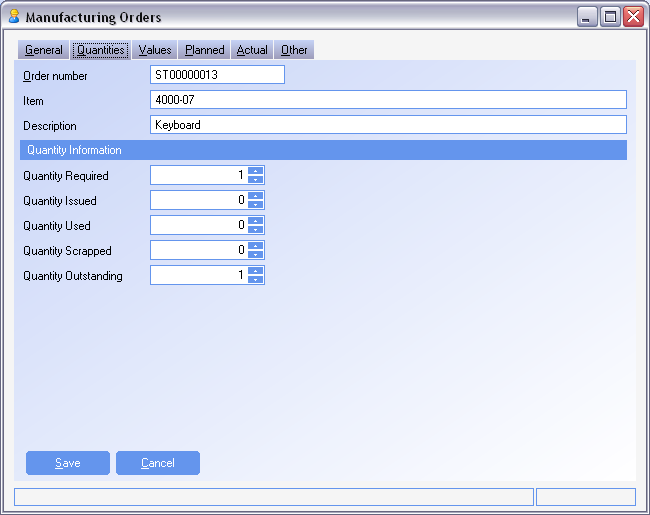 Manufacturing Orders
General Quantities Values Planned Actual Other
Order number ST00000013
Item 4000-07
Description Keyboard
Quantity Information
Quantity Required 1
Quantity Issued 0
Quantity Used 0
Quantity Scrapped 0
Quantity Outstanding 1
Save Cancel